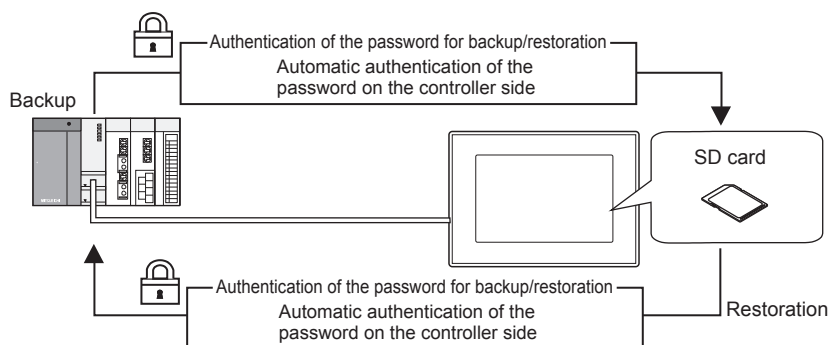 Authentication of the password for backup/restoration
Automatic authentication of the
password on the controller side
Backup
SD card
Authentication of the password for backup/restoration
Automatic authentication of the
password on the controller side
Restoration